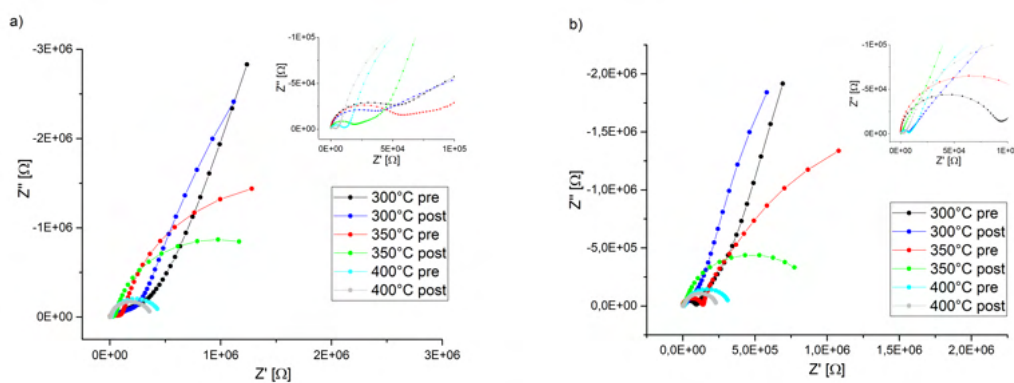 a)
-3E+06
-2E+06
-1E+06
0E+00
Z'' [Ω]
0E+00
1E+06
2E+06
3E+06
Z' [Ω]
-1E+05
-5E+04
0E+00
Z'' [Ω]
0E+00
5E+04
1E+05
Z' [Ω]
300°C pre
300°C post
350°C pre
350°C post
400°C pre
400°C post
b)
-2,0E+06
-1,5E+06
-1,0E+06
-5,0E+05
0,0E+00
Z'' [Ω]
0,0E+00
5,0E+05
1,0E+06
1,5E+06
2,0E+06
Z' [Ω]
-1E+05
-5E+04
0E+00
Z'' [Ω]
0E+00
5E+04
Z' [Ω]
300°C pre
300°C post
350°C pre
350°C post
400°C pre
400°C post